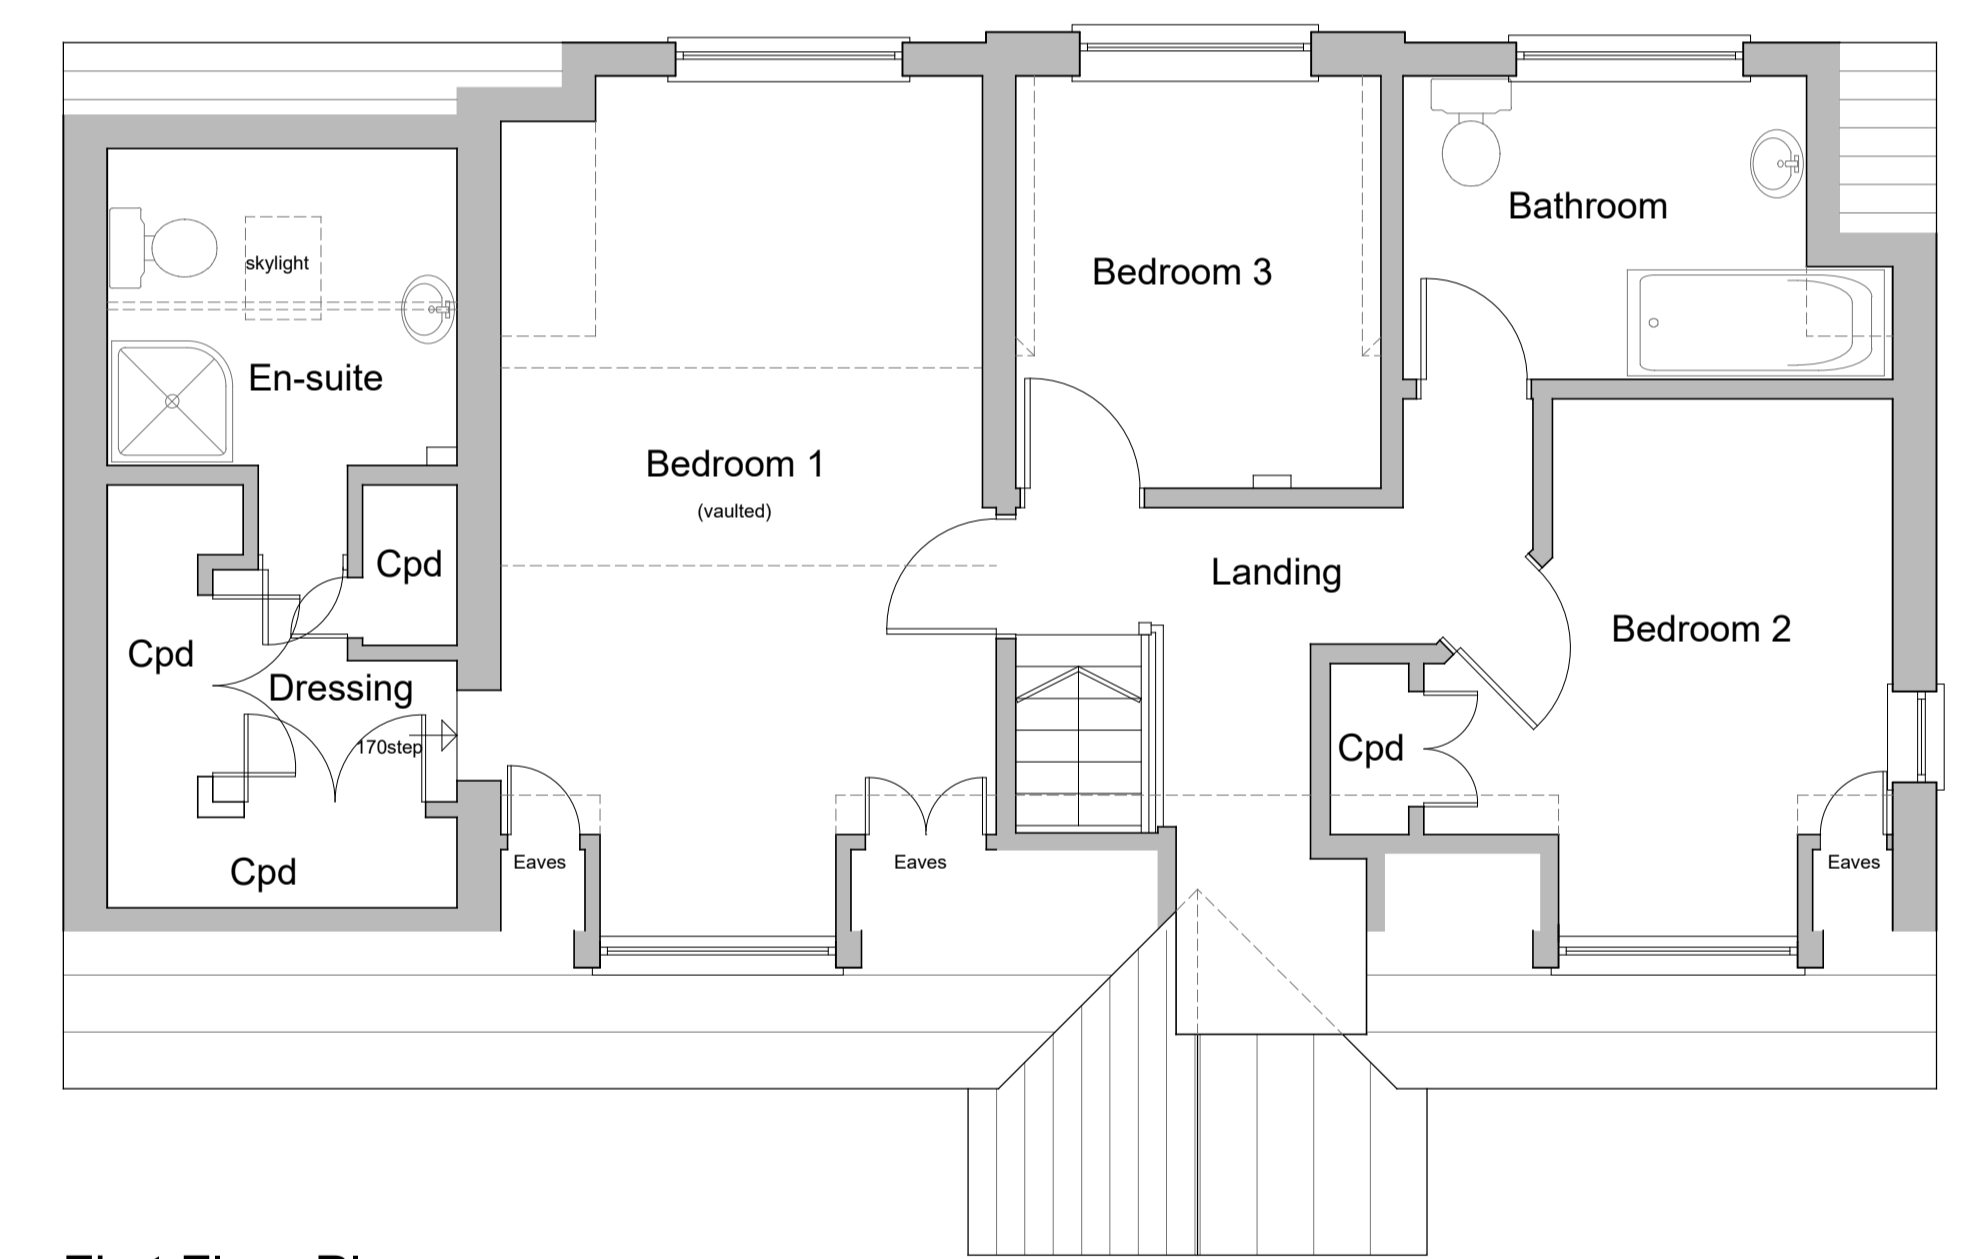 Bathroom
skylight
Bedroom 3
En-suite
Bedroom 1
(vaulted)
Cpd
Landing
Bedroom 2
Cpd
Dressing
170step
Cpd
Eaves
Eaves
Eaves
Cpd